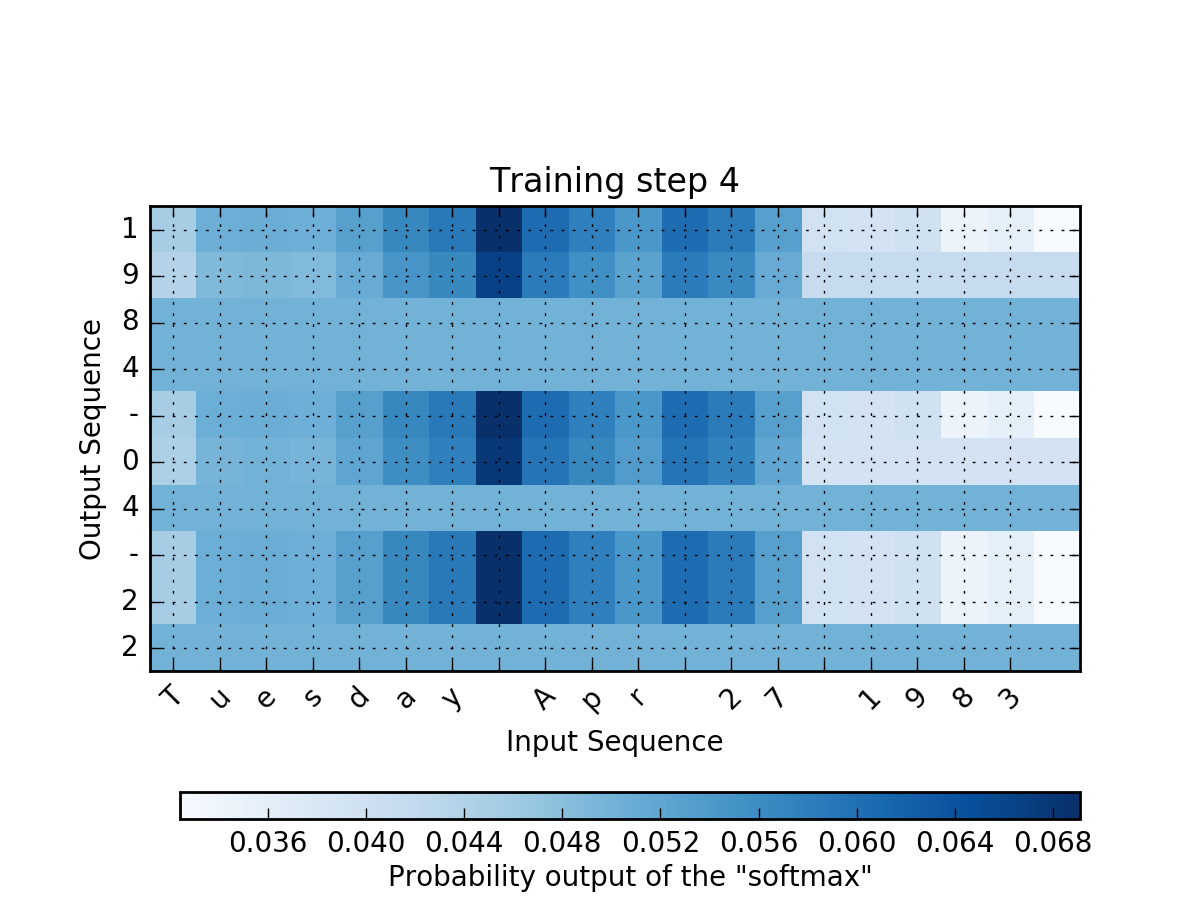 Training step 4
1
9
8
4
-
0
4
-
2
2
Output Sequence
T u e s d a y A p r 2 7 1 9 8 3
Input Sequence
0.036 0.040 0.044 0.048 0.052 0.056 0.060 0.064 0.068
Probability output of the "softmax"